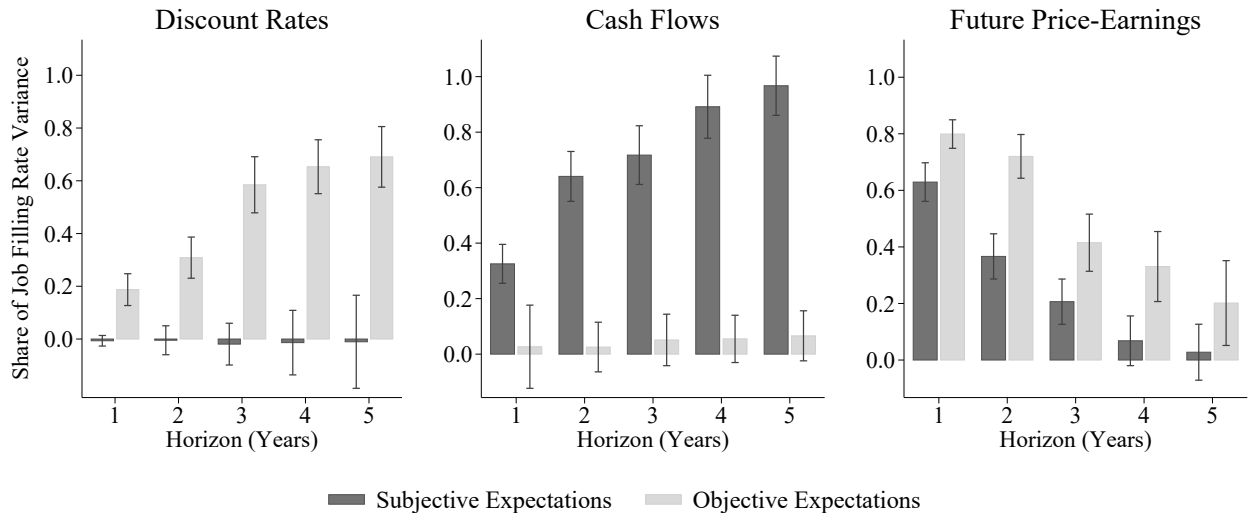 Discount Rates
Cash Flows
Future Price-Earnings
Share of Job Filling Rate Variance
1.0
0.8
0.6
0.4
0.2
0.0
1 2 3 4 5
Horizon (Years)
1.0
0.8
0.6
0.4
0.2
0.0
1 2 3 4 5
Horizon (Years)
1.0
0.8
0.6
0.4
0.2
0.0
1 2 3 4 5
Horizon (Years)
Subjective Expectations
Objective Expectations